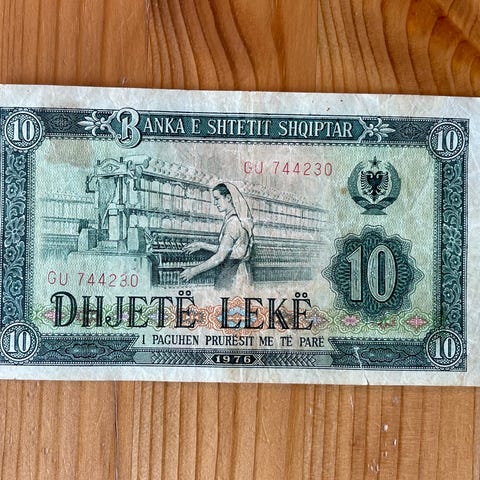 10 BANKA E SHTETIT SHQIPTAR 10
GU 744230
10
GU 744230
DHJETË LEKË
I PAGUHEN PRURËSIT ME TË PARË
10 1976 10